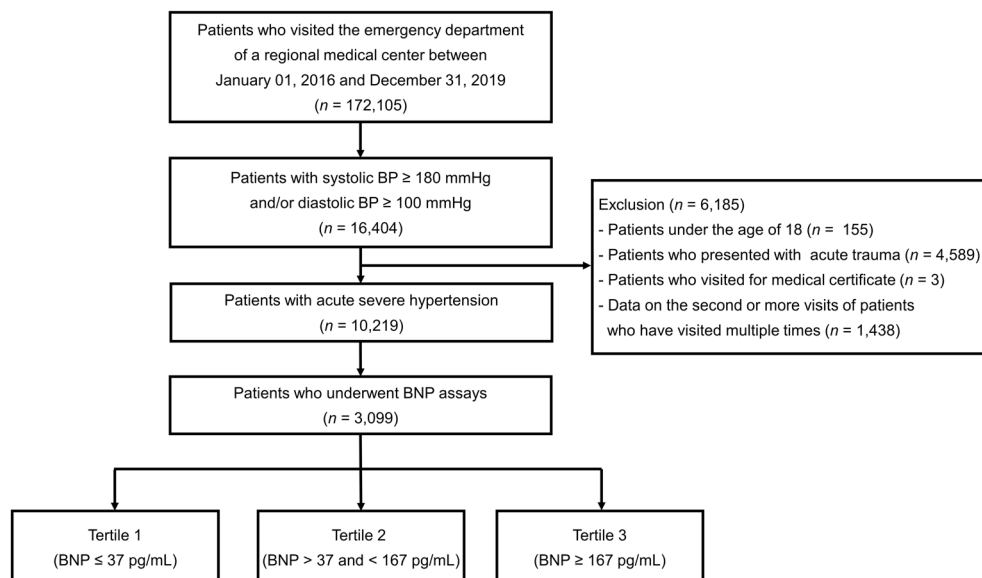 Patients who visited the emergency department
of a regional medical center between
January 01, 2016 and December 31, 2019
(n = 172,105)
Patients with systolic BP ≥ 180 mmHg
and/or diastolic BP ≥ 100 mmHg
(n = 16,404)
Exclusion (n = 6,185)
- Patients under the age of 18 (n = 155)
- Patients who presented with acute trauma (n = 4,589)
- Patients who visited for medical certificate (n = 3)
- Data on the second or more visits of patients
who have visited multiple times (n = 1,438)
Patients with acute severe hypertension
(n = 10,219)
Patients who underwent BNP assays
(n = 3,099)
Tertile 1
(BNP ≤ 37 pg/mL)
Tertile 2
(BNP > 37 and < 167 pg/mL)
Tertile 3
(BNP ≥ 167 pg/mL)